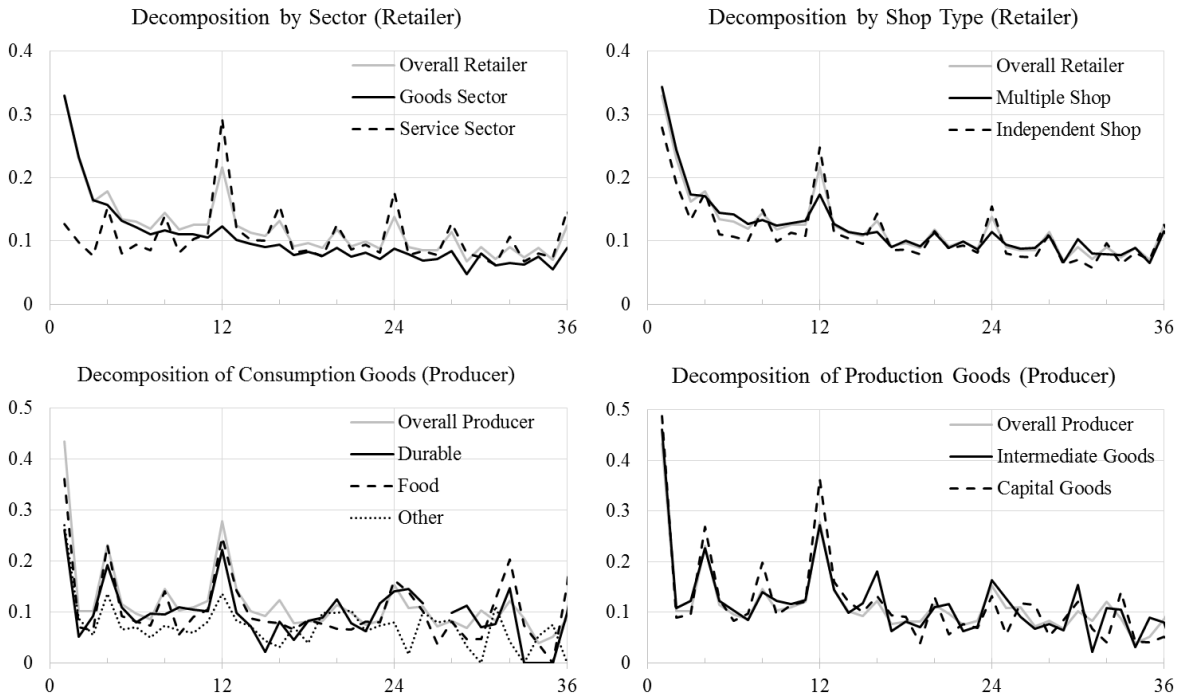 Decomposition by Sector (Retailer)
0.4
0.3
0.2
0.1
0
0
12
24
36
Overall Retailer
Goods Sector
Service Sector
Decomposition by Shop Type (Retailer)
0.4
0.3
0.2
0.1
0
0
12
24
36
Overall Retailer
Multiple Shop
Independent Shop
Decomposition of Consumption Goods (Producer)
0.5
0.4
0.3
0.2
0.1
0
0
12
24
36
Overall Producer
Durable
Food
Other
Decomposition of Production Goods (Producer)
0.5
0.4
0.3
0.2
0.1
0
0
12
24
36
Overall Producer
Intermediate Goods
Capital Goods